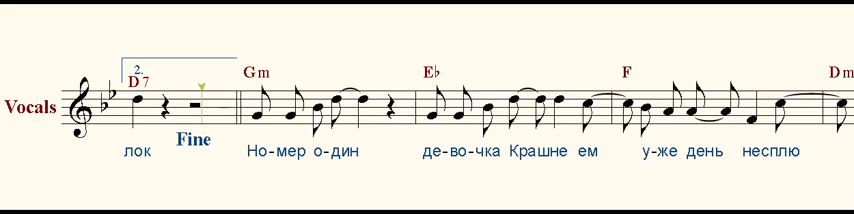 2.
D7 Gm E♭ F Dm
Vocals
Fine
лок Но-мер о-дин де-во-чка Крашне ем у-же день несплю